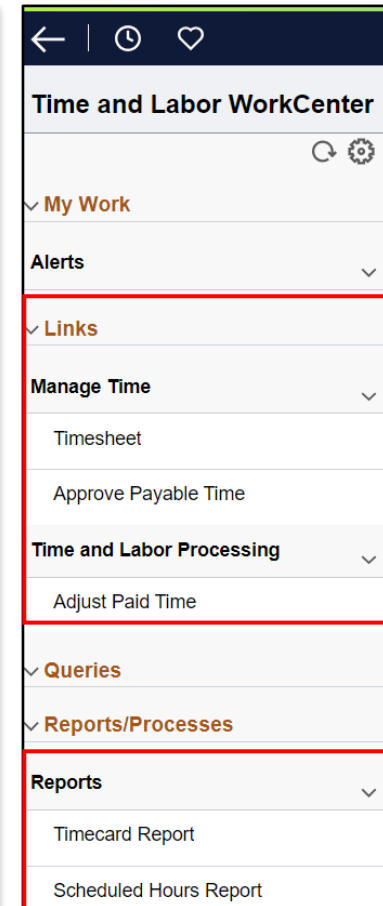 Time and Labor WorkCenter
My Work
Alerts
Links
Manage Time
Timesheet
Approve Payable Time
Time and Labor Processing
Adjust Paid Time
Queries
Reports/Processes
Reports
Timecard Report
Scheduled Hours Report